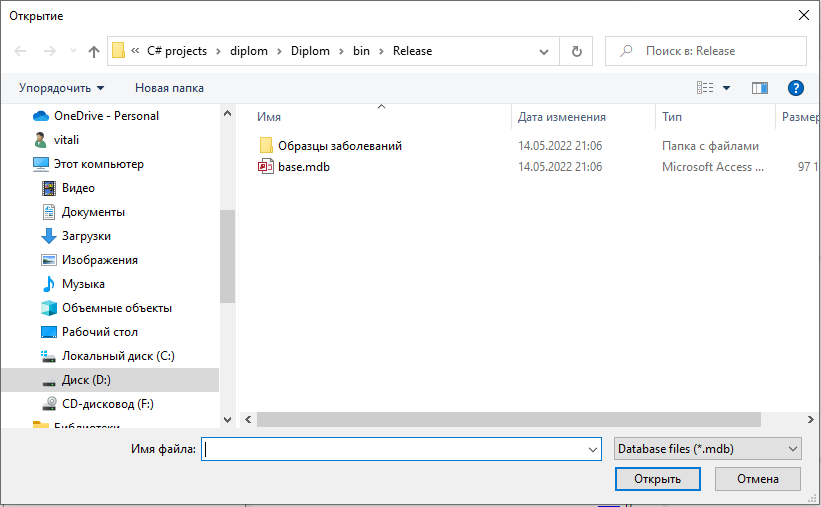 Открытие
« C# projects › diplom › Diplom › bin › Release
Поиск в: Release
Упорядочить Новая папка
OneDrive - Personal
vitali
Этот компьютер
Видео
Документы
Загрузки
Изображения
Музыка
Объемные объекты
Рабочий стол
Локальный диск (C:)
Диск (D:)
CD-дисковод (F:)
Библиотеки
Имя Дата изменения Тип Размер
Образцы заболеваний 14.05.2022 21:06 Папка с файлами
base.mdb 14.05.2022 21:06 Microsoft Access ... 97 1
Имя файла:
Database files (*.mdb)
Открыть Отмена